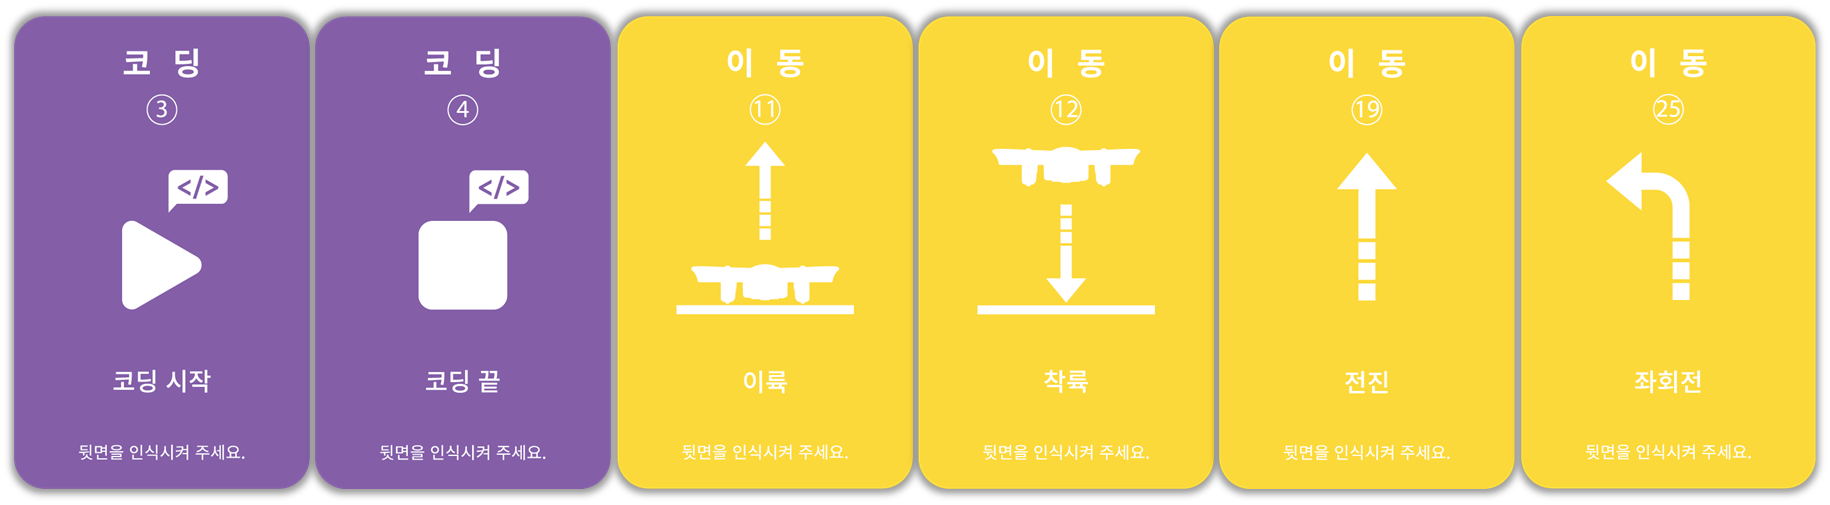 코 딩
③
</>
코딩 시작
뒷면을 인식시켜 주세요.
코 딩
④
</>
코딩 끝
뒷면을 인식시켜 주세요.
이 동
⑪
이륙
뒷면을 인식시켜 주세요.
이 동
⑫
착륙
뒷면을 인식시켜 주세요.
이 동
⑲
전진
뒷면을 인식시켜 주세요.
이 동
㉕
좌회전
뒷면을 인식시켜 주세요.